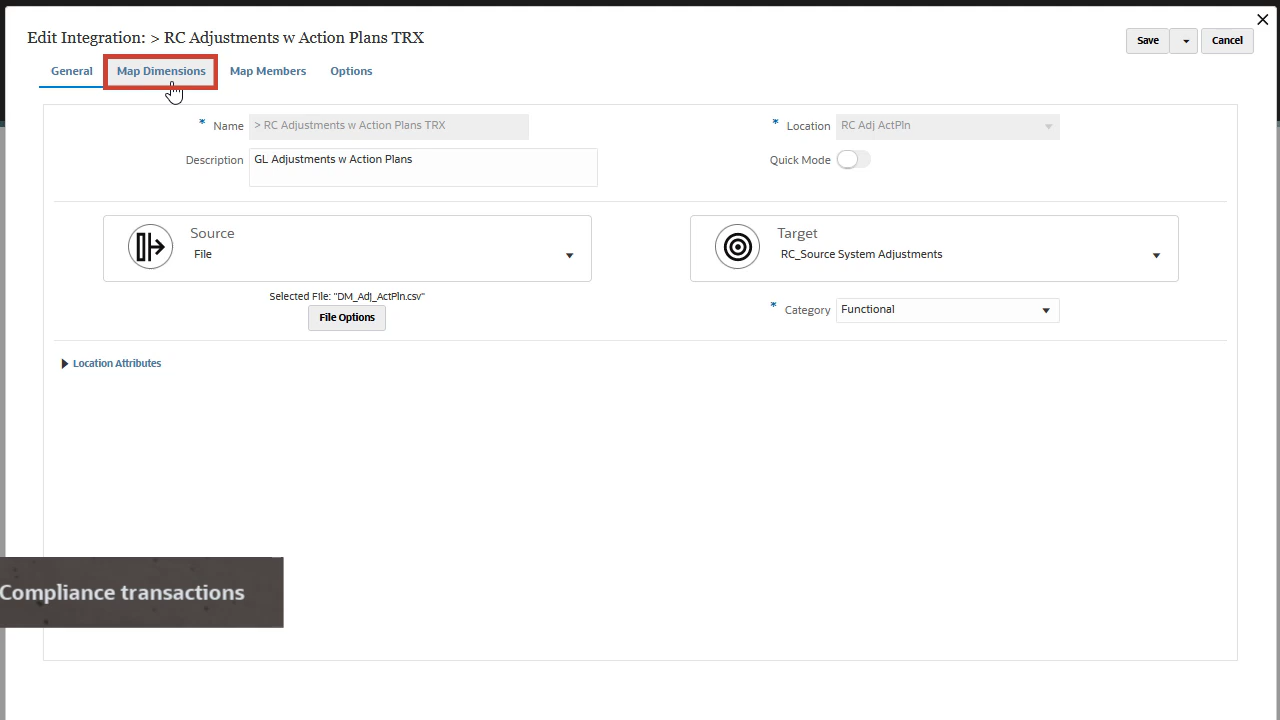 Edit Integration: > RC Adjustments w Action Plans TRX
Save
Cancel
General
Map Dimensions
Map Members
Options
* Name
> RC Adjustments w Action Plans TRX
* Location
RC Adj ActPln
Description
GL Adjustments w Action Plans
Quick Mode
Source
File
Target
RC_Source System Adjustments
Selected File: "DM_Adj_ActPln.csv"
File Options
* Category
Functional
Location Attributes
Compliance transactions